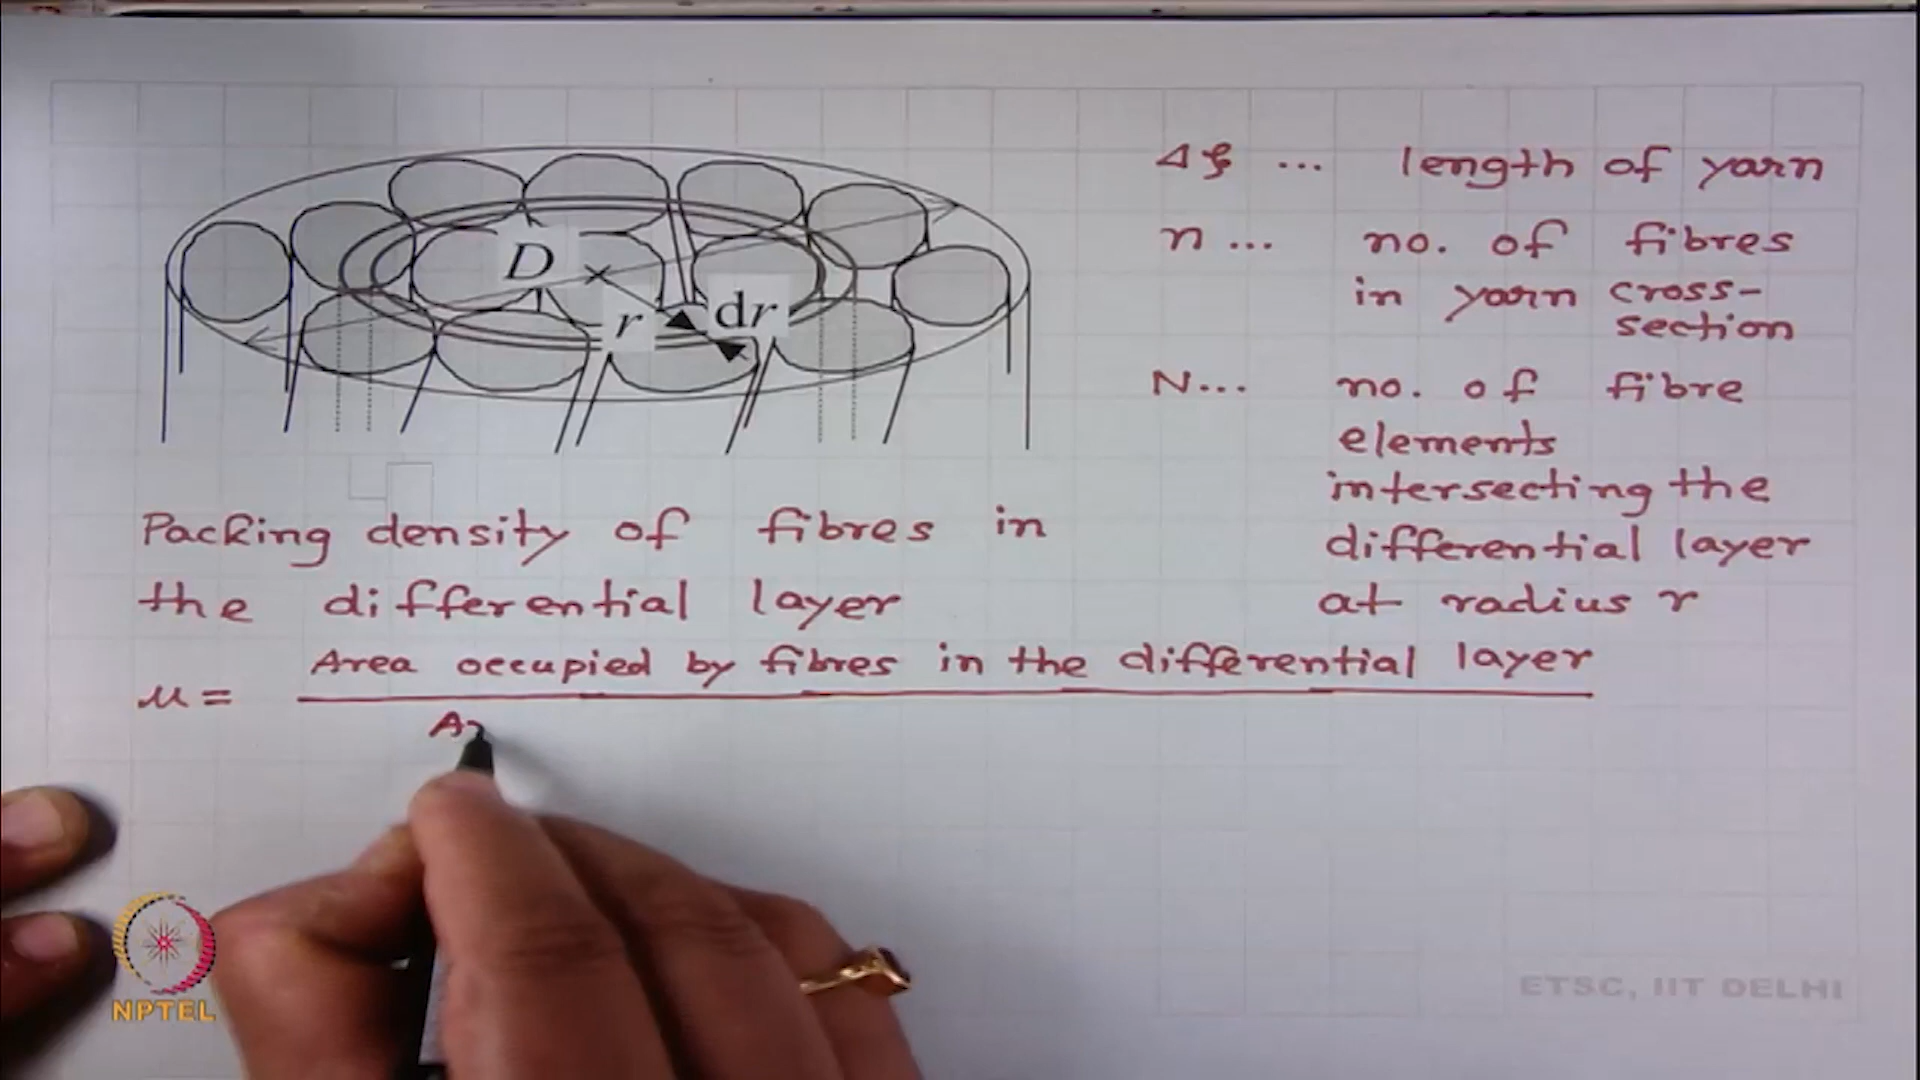 D
r
dr
Δξ ... length of yarn
n ... no. of fibres
in yarn cross-
section
N... no. of fibre
elements
intersecting the
differential layer
at radius r
Packing density of fibres in
the differential layer
Area occupied by fibres in the differential layer
μ =
A
NPTEL
ETSC, IIT DELHI